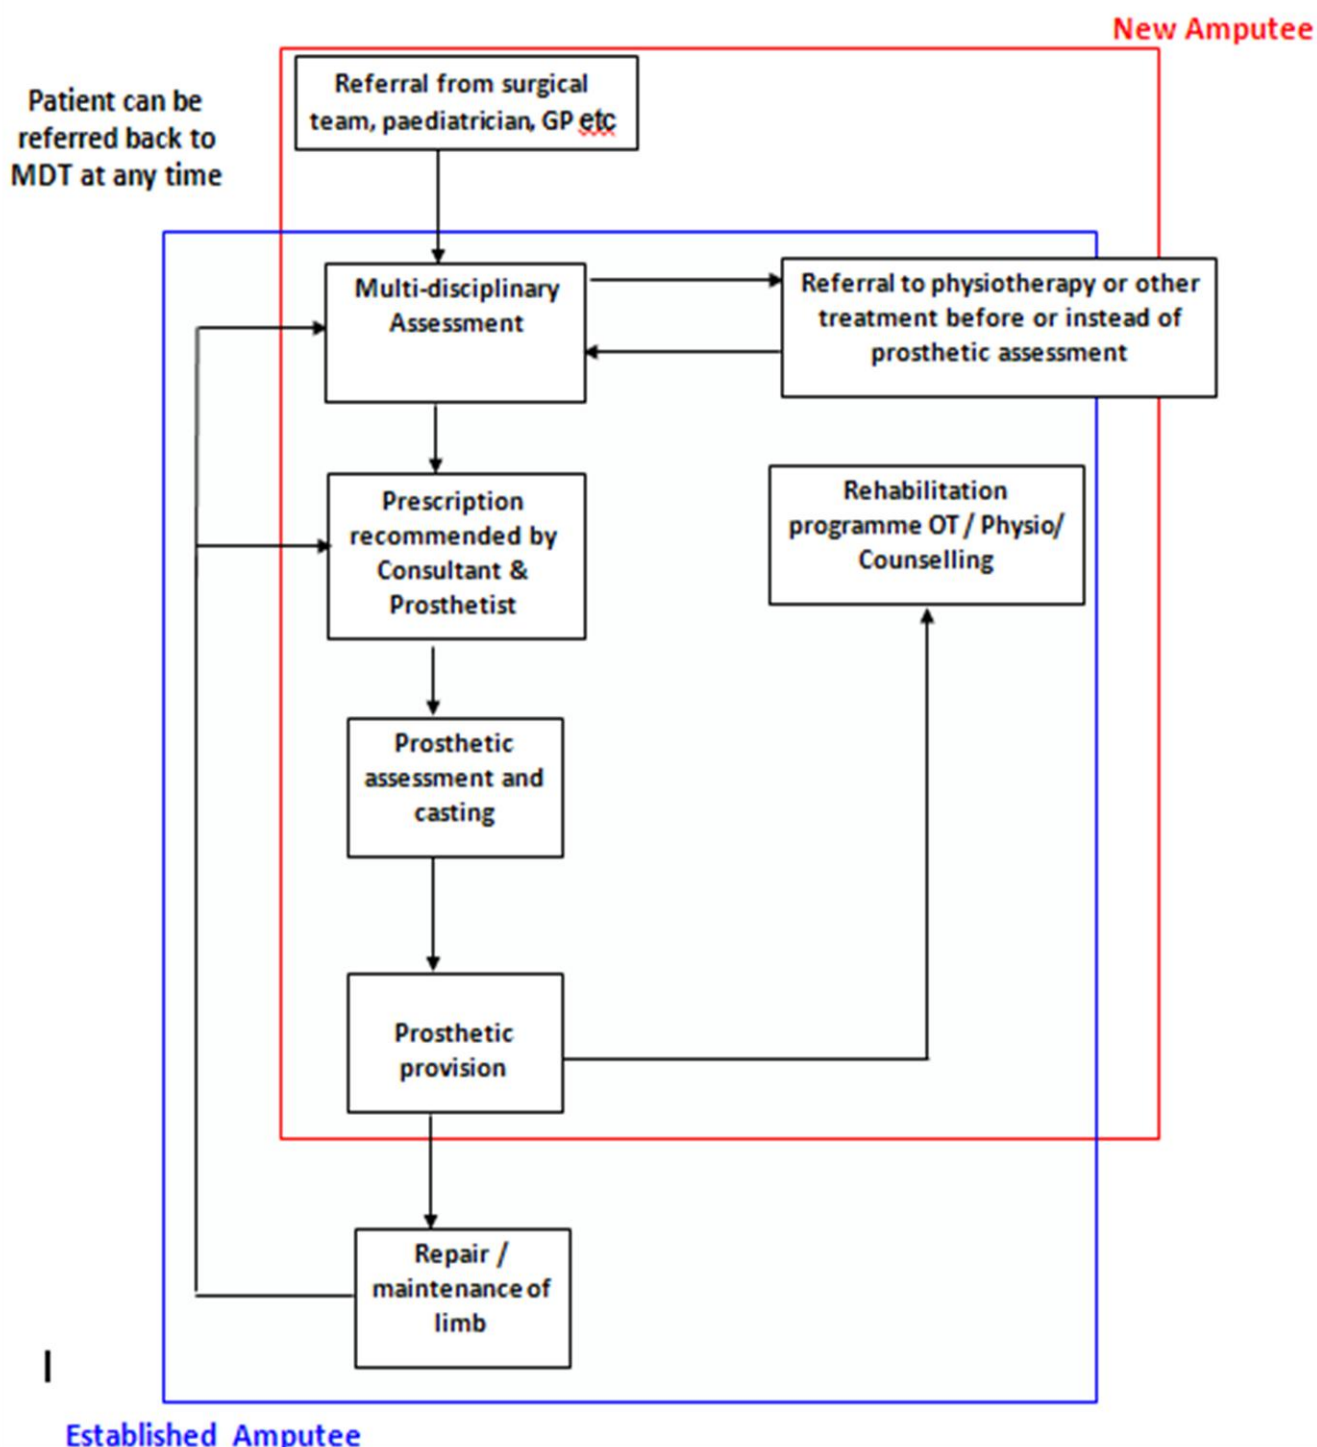 New Amputee
Patient can be
referred back to
MDT at any time
Referral from surgical
team, paediatrician, GP etc
Multi-disciplinary
Assessment
Referral to physiotherapy or other
treatment before or instead of
prosthetic assessment
Prescription
recommended by
Consultant &
Prosthetist
Rehabilitation
programme OT / Physio/
Counselling
Prosthetic
assessment and
casting
Prosthetic
provision
Repair /
maintenance of
limb
Established Amputee